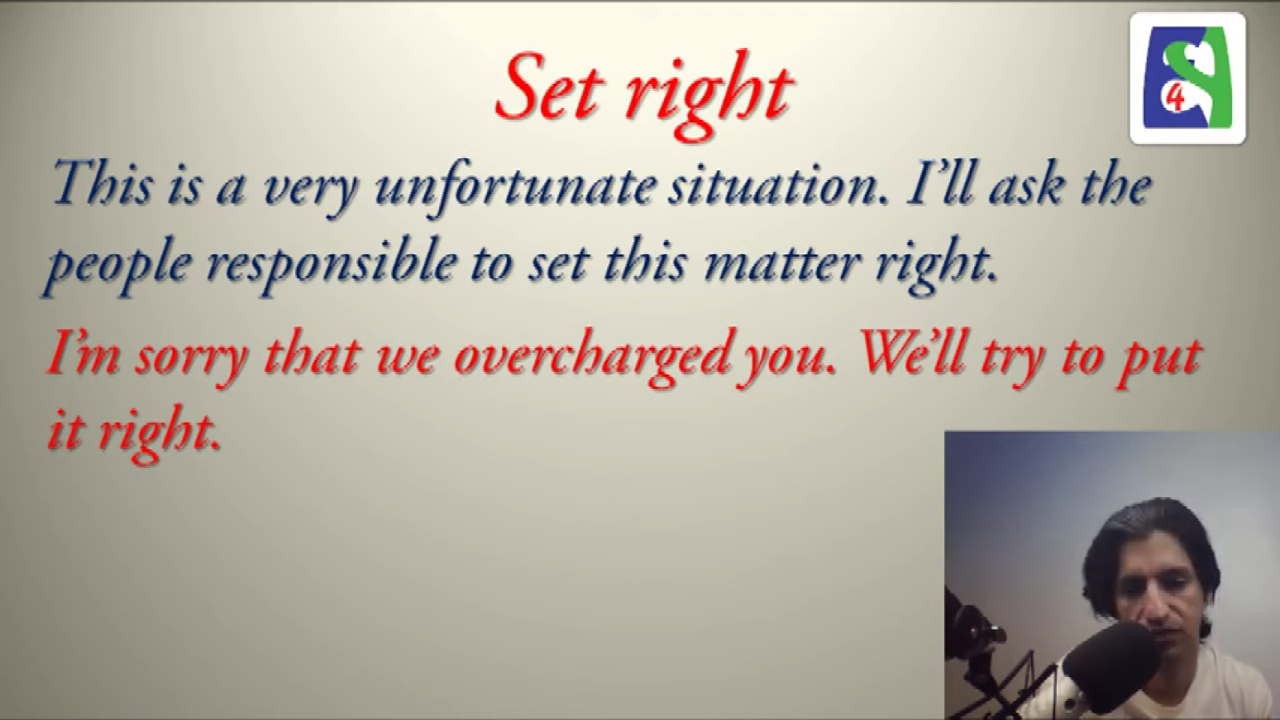 Set right
4
This is a very unfortunate situation. I'll ask the
people responsible to set this matter right.
I'm sorry that we overcharged you. We'll try to put
it right.